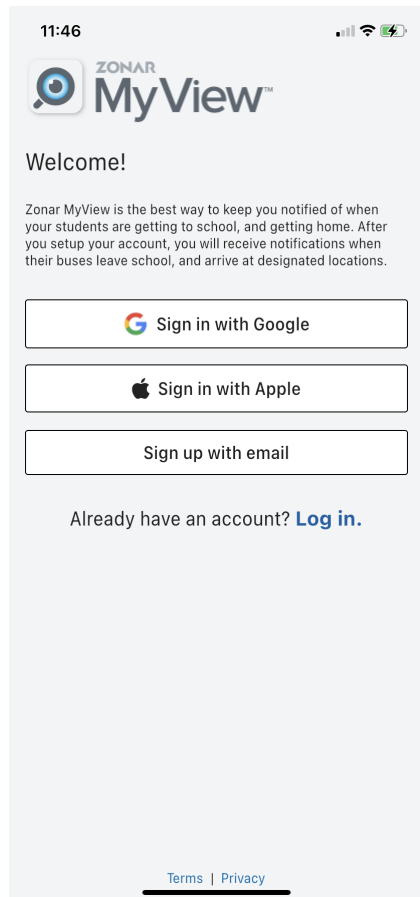 11:46
ZONAR
MyView™
Welcome!
Zonar MyView is the best way to keep you notified of when
your students are getting to school, and getting home. After
you setup your account, you will receive notifications when
their buses leave school, and arrive at designated locations.
Sign in with Google
Sign in with Apple
Sign up with email
Already have an account? Log in.
Terms | Privacy